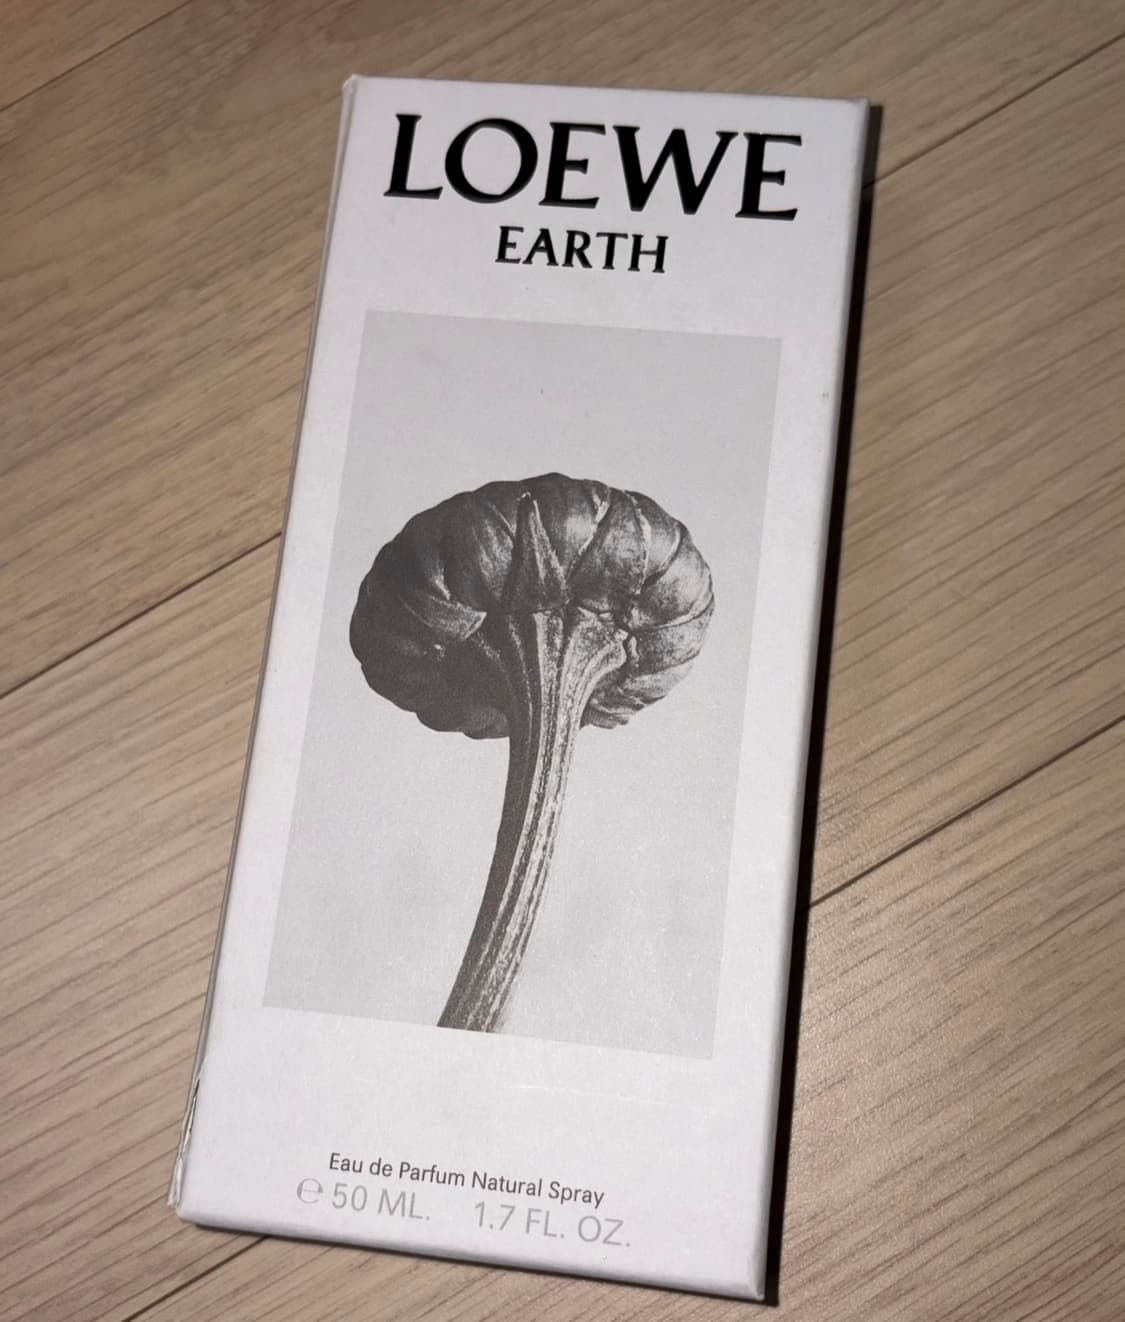 LOEWE
EARTH
Eau de Parfum Natural Spray
℮ 50 ML. 1.7 FL. OZ.